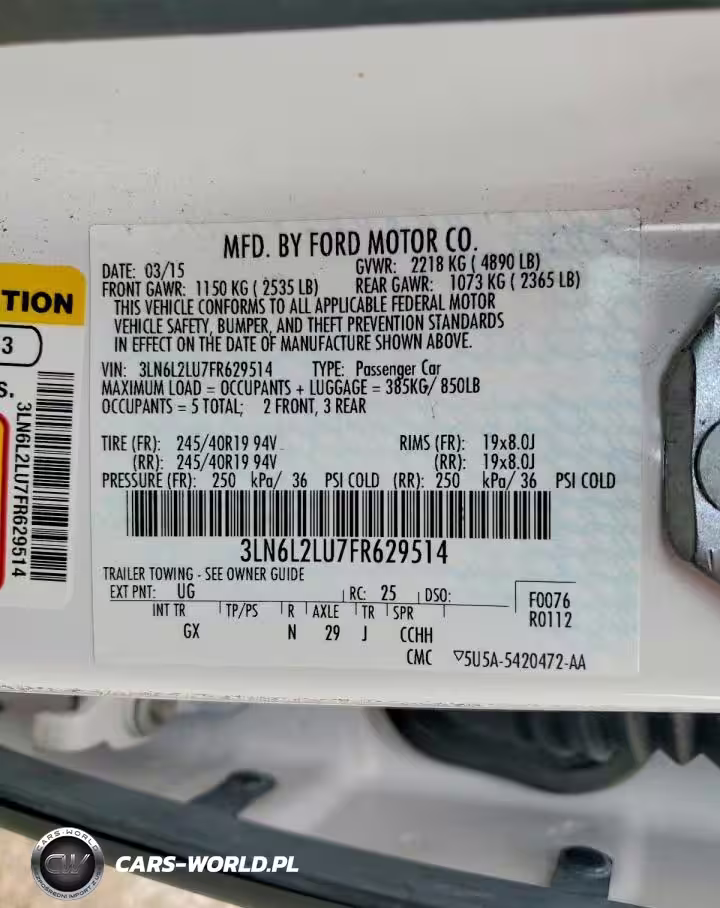 MFD. BY FORD MOTOR CO.
DATE: 03/15 GVWR: 2218 KG ( 4890 LB)
FRONT GAWR: 1150 KG ( 2535 LB) REAR GAWR: 1073 KG ( 2365 LB)
THIS VEHICLE CONFORMS TO ALL APPLICABLE FEDERAL MOTOR
VEHICLE SAFETY, BUMPER, AND THEFT PREVENTION STANDARDS
IN EFFECT ON THE DATE OF MANUFACTURE SHOWN ABOVE.
VIN: 3LN6L2LU7FR629514 TYPE: Passenger Car
MAXIMUM LOAD = OCCUPANTS + LUGGAGE = 385KG/ 850LB
OCCUPANTS = 5 TOTAL; 2 FRONT, 3 REAR
TIRE (FR): 245/40R19 94V RIMS (FR): 19x8.0J
(RR): 245/40R19 94V (RR): 19x8.0J
PRESSURE (FR): 250 kPa/ 36 PSI COLD (RR): 250 kPa/ 36 PSI COLD
3LN6L2LU7FR629514
TRAILER TOWING - SEE OWNER GUIDE
EXT PNT: UG RC: 25 DSO:
F0076
R0112
INT TR TP/PS R AXLE TR SPR
GX N 29 J CCHH
CMC ▽5U5A-5420472-AA
TION
3
S.
3LN6L2LU7FR629514
CARS-WORLD
CW
BEZPOŚREDNI IMPORT Z USA
CARS-WORLD.PL